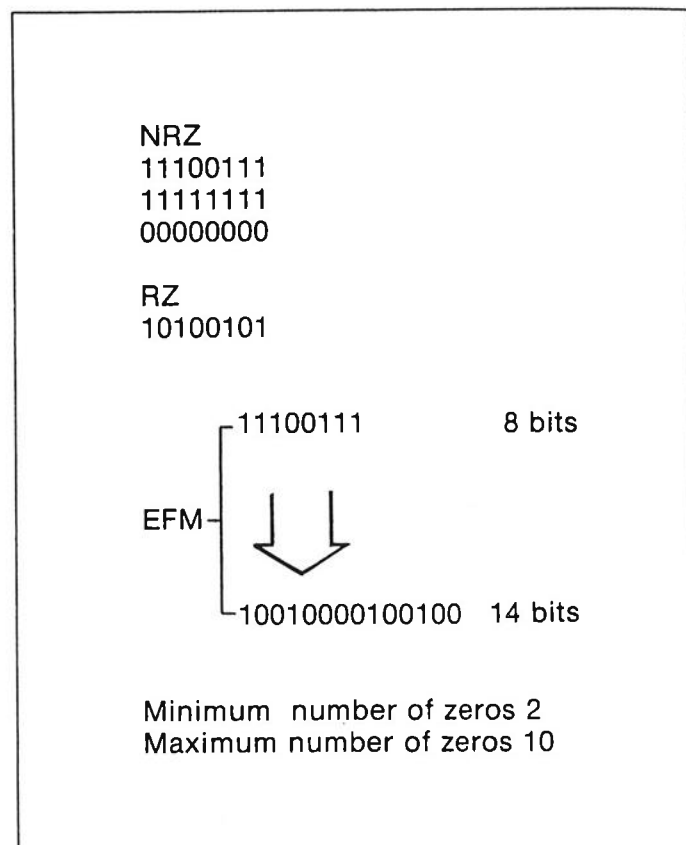 NRZ
11100111
11111111
00000000
RZ
10100101
11100111 8 bits
EFM
10010000100100 14 bits
Minimum number of zeros 2
Maximum number of zeros 10